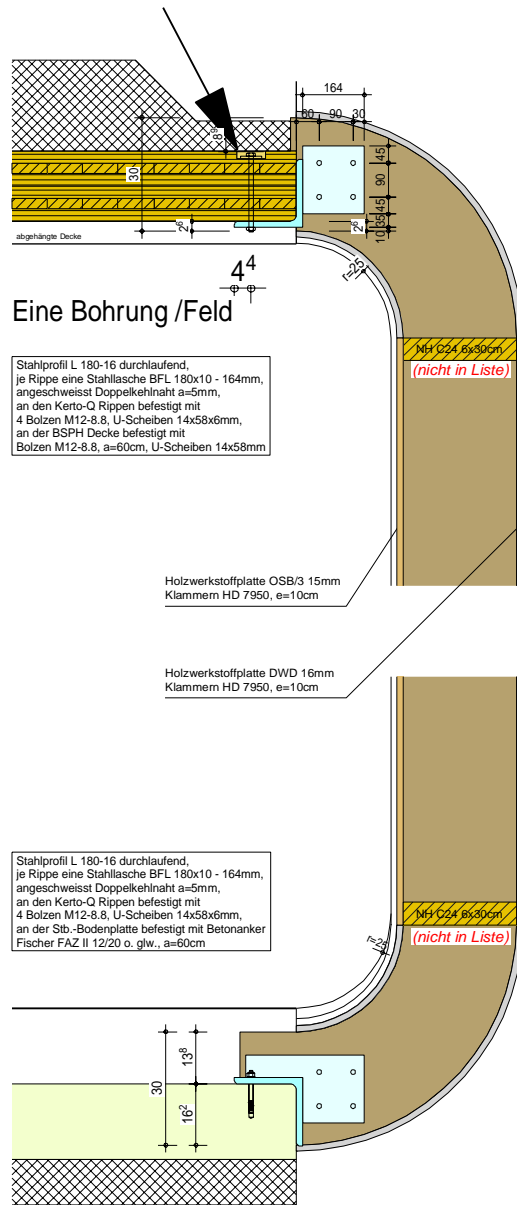 164
60 90 30
8⁹
30
45
90
45
35
10
2⁶
2⁶
abgehängte Decke
r=25
4⁴
Eine Bohrung /Feld
NH C24 6x30cm
(nicht in Liste)
Stahlprofil L 180-16 durchlaufend,
je Rippe eine Stahllasche BFL 180x10 - 164mm,
angeschweisst Doppelkehlnaht a=5mm,
an den Kerto-Q Rippen befestigt mit
4 Bolzen M12-8.8, U-Scheiben 14x58x6mm,
an der BSPH Decke befestigt mit
Bolzen M12-8.8, a=60cm, U-Scheiben 14x58mm
Holzwerkstoffplatte OSB/3 15mm
Klammern HD 7950, e=10cm
Holzwerkstoffplatte DWD 16mm
Klammern HD 7950, e=10cm
Stahlprofil L 180-16 durchlaufend,
je Rippe eine Stahllasche BFL 180x10 - 164mm,
angeschweisst Doppelkehlnaht a=5mm,
an den Kerto-Q Rippen befestigt mit
4 Bolzen M12-8.8, U-Scheiben 14x58x6mm,
an der Stb.-Bodenplatte befestigt mit Betonanker
Fischer FAZ II 12/20 o. glw., a=60cm
NH C24 6x30cm
(nicht in Liste)
r=25
30
13⁸
16²